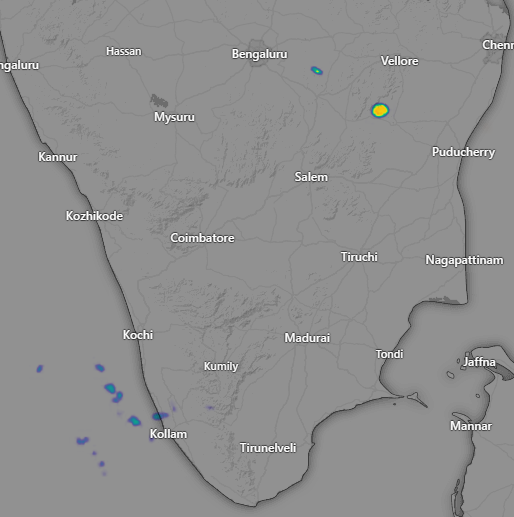 Hassan
Bengaluru
Chenn
ngaluru
Vellore
Mysuru
Kannur
Puducherry
Salem
Kozhikode
Coimbatore
Tiruchi
Nagapattinam
Kochi
Madurai
Tondi
Kumily
Jaffna
Kollam
Mannar
Tirunelveli